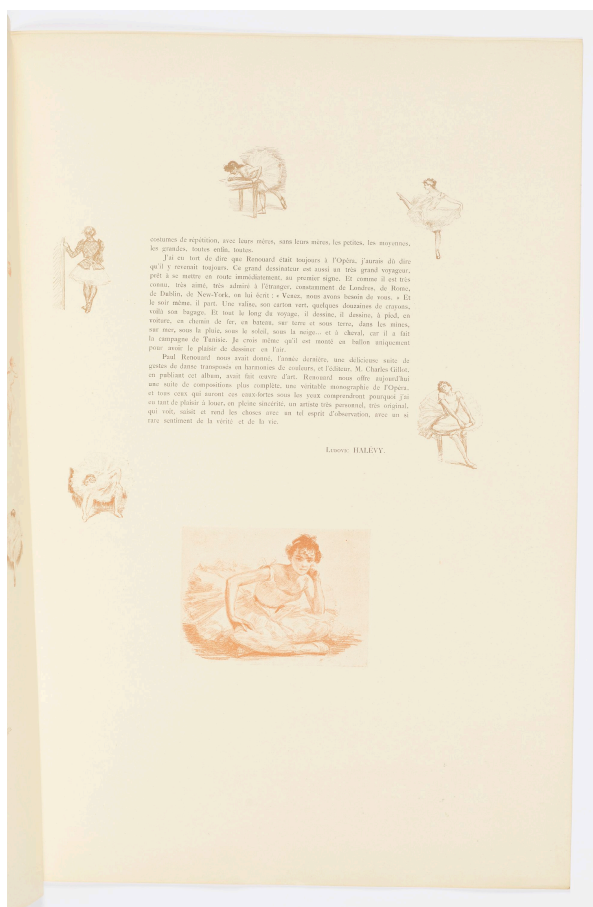 costumes de répétition, avec leurs mères, sans leurs mères, les petites, les moyennes,
les grandes, toutes enfin, toutes.
J'ai eu tort de dire que Renouard était toujours à l'Opéra, j'aurais dû dire
qu'il y revenait toujours. Ce grand dessinateur est aussi un très grand voyageur,
prêt à se mettre en route immédiatement, au premier signe. Et comme il est très
connu, très aimé, très admiré à l'étranger, constamment de Londres, de Rome,
de Dublin, de New-York, on lui écrit : « Venez, nous avons besoin de vous. » Et
le soir même, il part. Une valise, son carton vert, quelques douzaines de crayons,
voilà son bagage. Et tout le long du voyage, il dessine, il dessine, à pied, en
voiture, en chemin de fer, en bateau, sur terre et sous terre, dans les mines,
sur mer, sous la pluie, sous le soleil, sous la neige... et à cheval, car il a fait
la campagne de Tunisie. Je crois même qu'il est monté en ballon uniquement
pour avoir le plaisir de dessiner en l'air.
Paul Renouard nous avait donné, l'année dernière, une délicieuse suite de
gestes de danse transposés en harmonies de couleurs, et l'éditeur, M. Charles Gillot,
en publiant cet album, avait fait œuvre d'art. Renouard nous offre aujourd'hui
une suite de compositions plus complète, une véritable monographie de l'Opéra,
et tous ceux qui auront ces eaux-fortes sous les yeux comprendront pourquoi j'ai
eu tant de plaisir à louer, en pleine sincérité, un artiste très personnel, très original,
qui voit, saisit et rend les choses avec un tel esprit d'observation, avec un si
rare sentiment de la vérité et de la vie.
Ludovic HALÉVY.